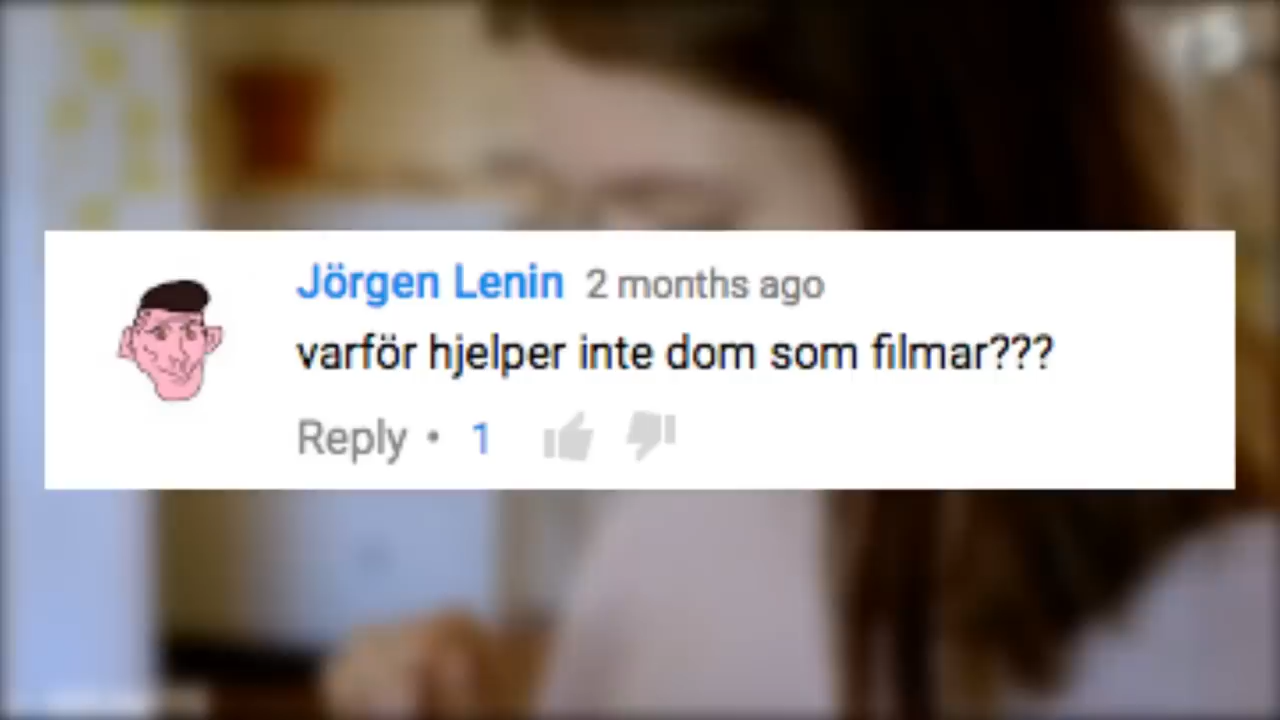 Jörgen Lenin 2 months ago
varför hjelper inte dom som filmar???
Reply • 1